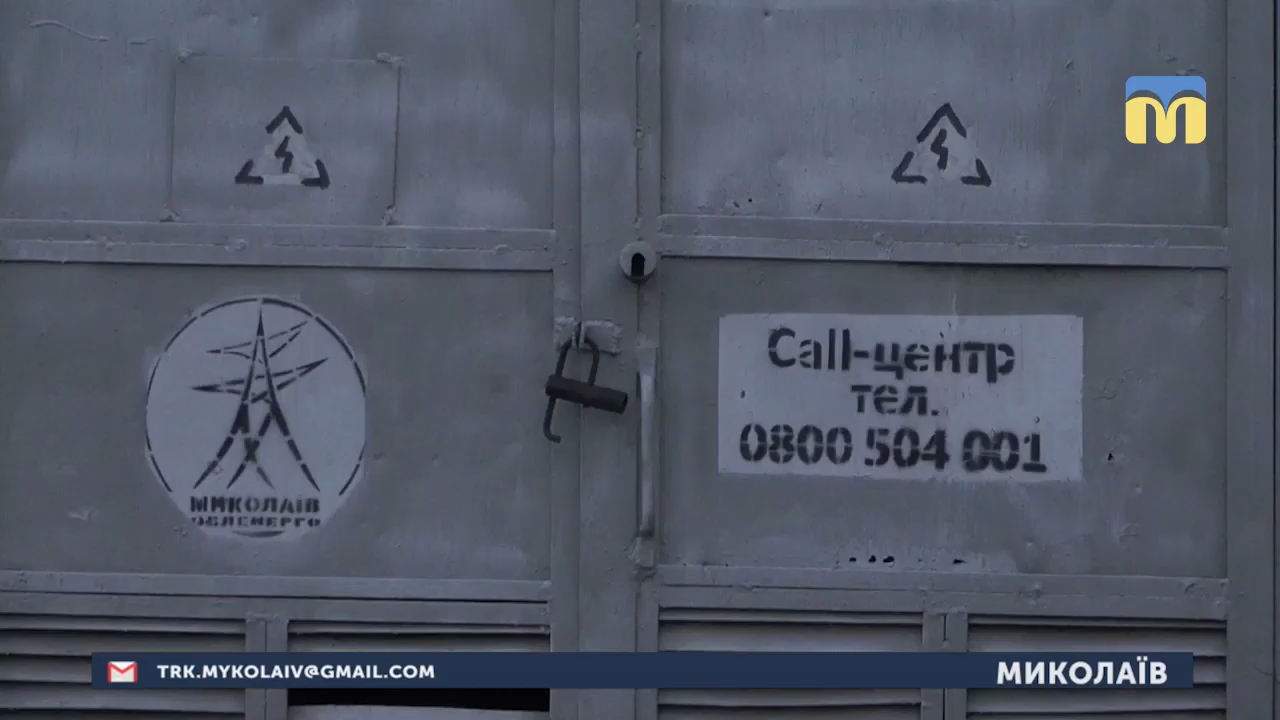 МИКОЛАЇВ
ОБЛЕНЕРГО
Call-центр
тел.
0800 504 001
TRK.MYKOLAIV@GMAIL.COM
МИКОЛАЇВ